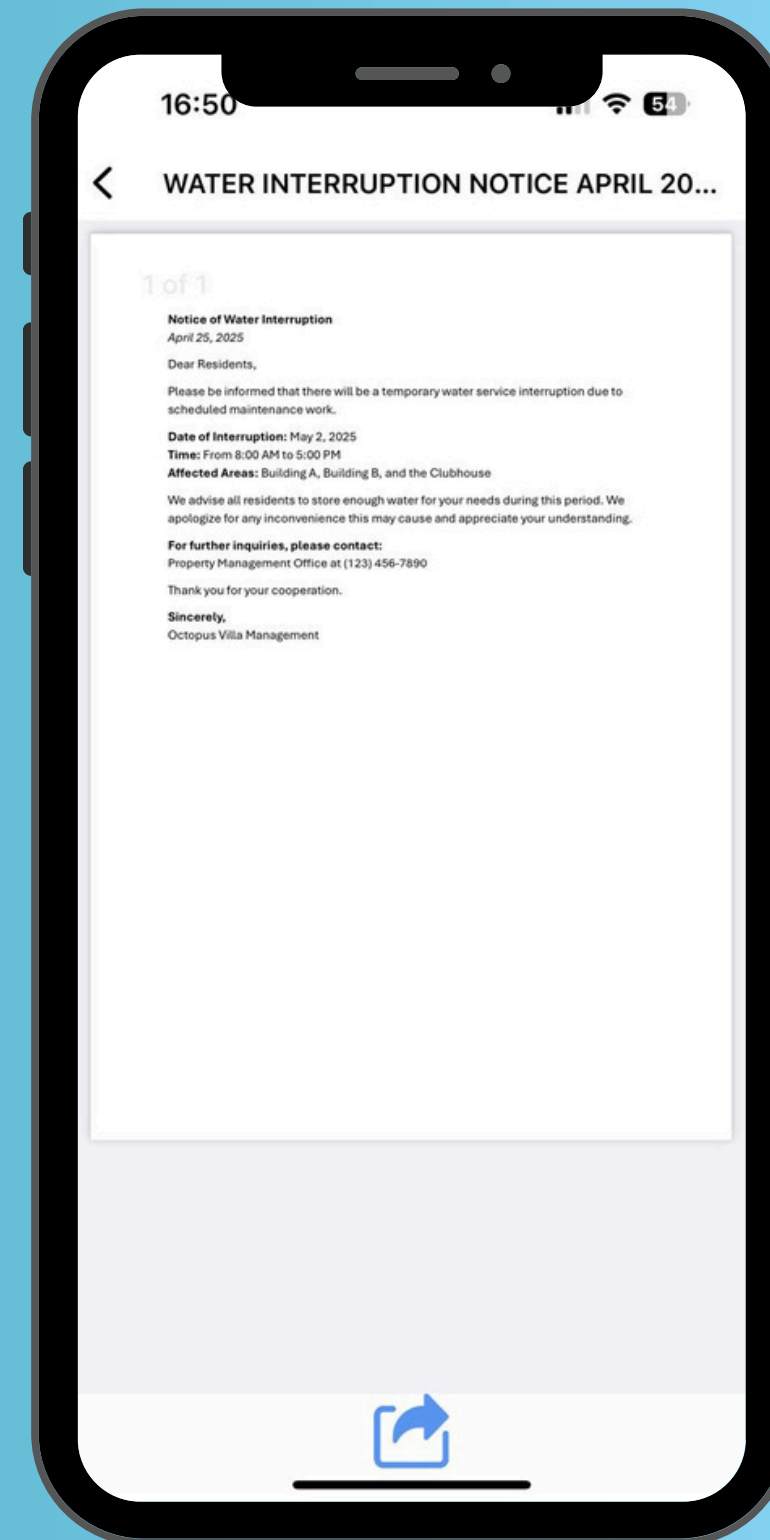 16:50
54
WATER INTERRUPTION NOTICE APRIL 20...
1 of 1
Notice of Water Interruption
April 25, 2025
Dear Residents,
Please be informed that there will be a temporary water service interruption due to
scheduled maintenance work.
Date of Interruption: May 2, 2025
Time: From 8:00 AM to 5:00 PM
Affected Areas: Building A, Building B, and the Clubhouse
We advise all residents to store enough water for your needs during this period. We
apologize for any inconvenience this may cause and appreciate your understanding.
For further inquiries, please contact:
Property Management Office at (123) 456-7890
Thank you for your cooperation.
Sincerely,
Octopus Villa Management